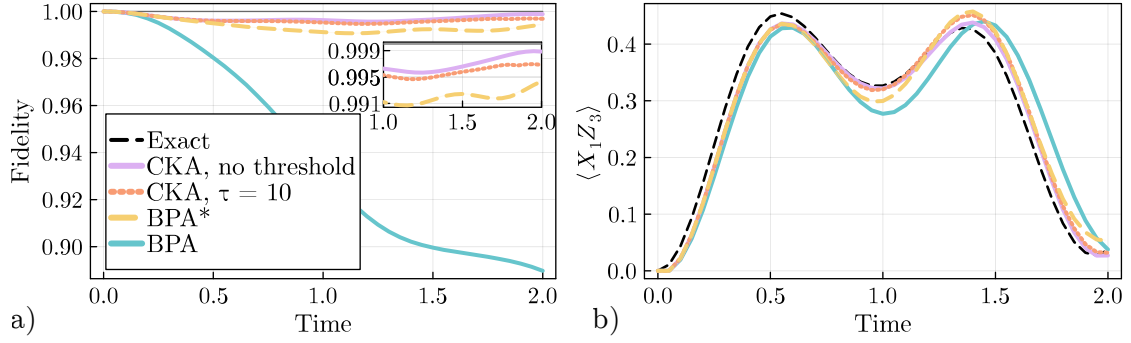 1.00
0.98
0.96
0.94
0.92
0.90
Fidelity
0.999
0.995
0.991
1.0
1.5
2.0
Exact
CKA, no threshold
CKA, τ = 10
BPA*
BPA
0.0
0.5
1.0
1.5
2.0
Time
a)
0.4
0.3
0.2
0.1
0.0
⟨X₁Z₃⟩
0.0
0.5
1.0
1.5
2.0
Time
b)